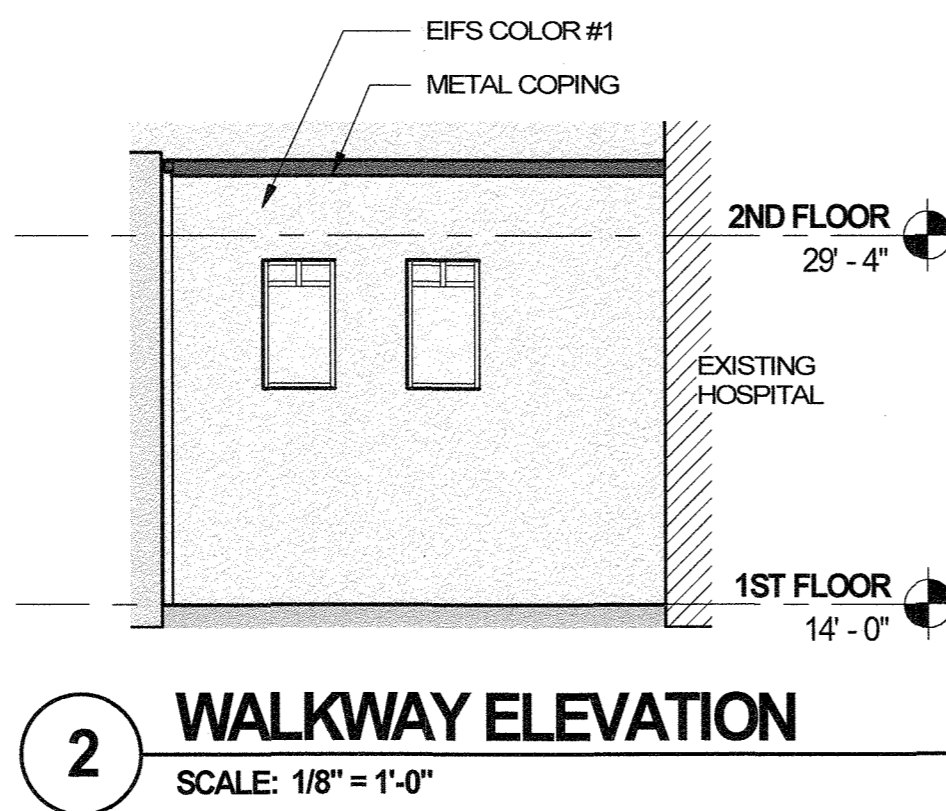 EIFS COLOR #1
METAL COPING
2ND FLOOR
29' - 4"
EXISTING
HOSPITAL
1ST FLOOR
14' - 0"
2
WALKWAY ELEVATION
SCALE: 1/8" = 1'-0"